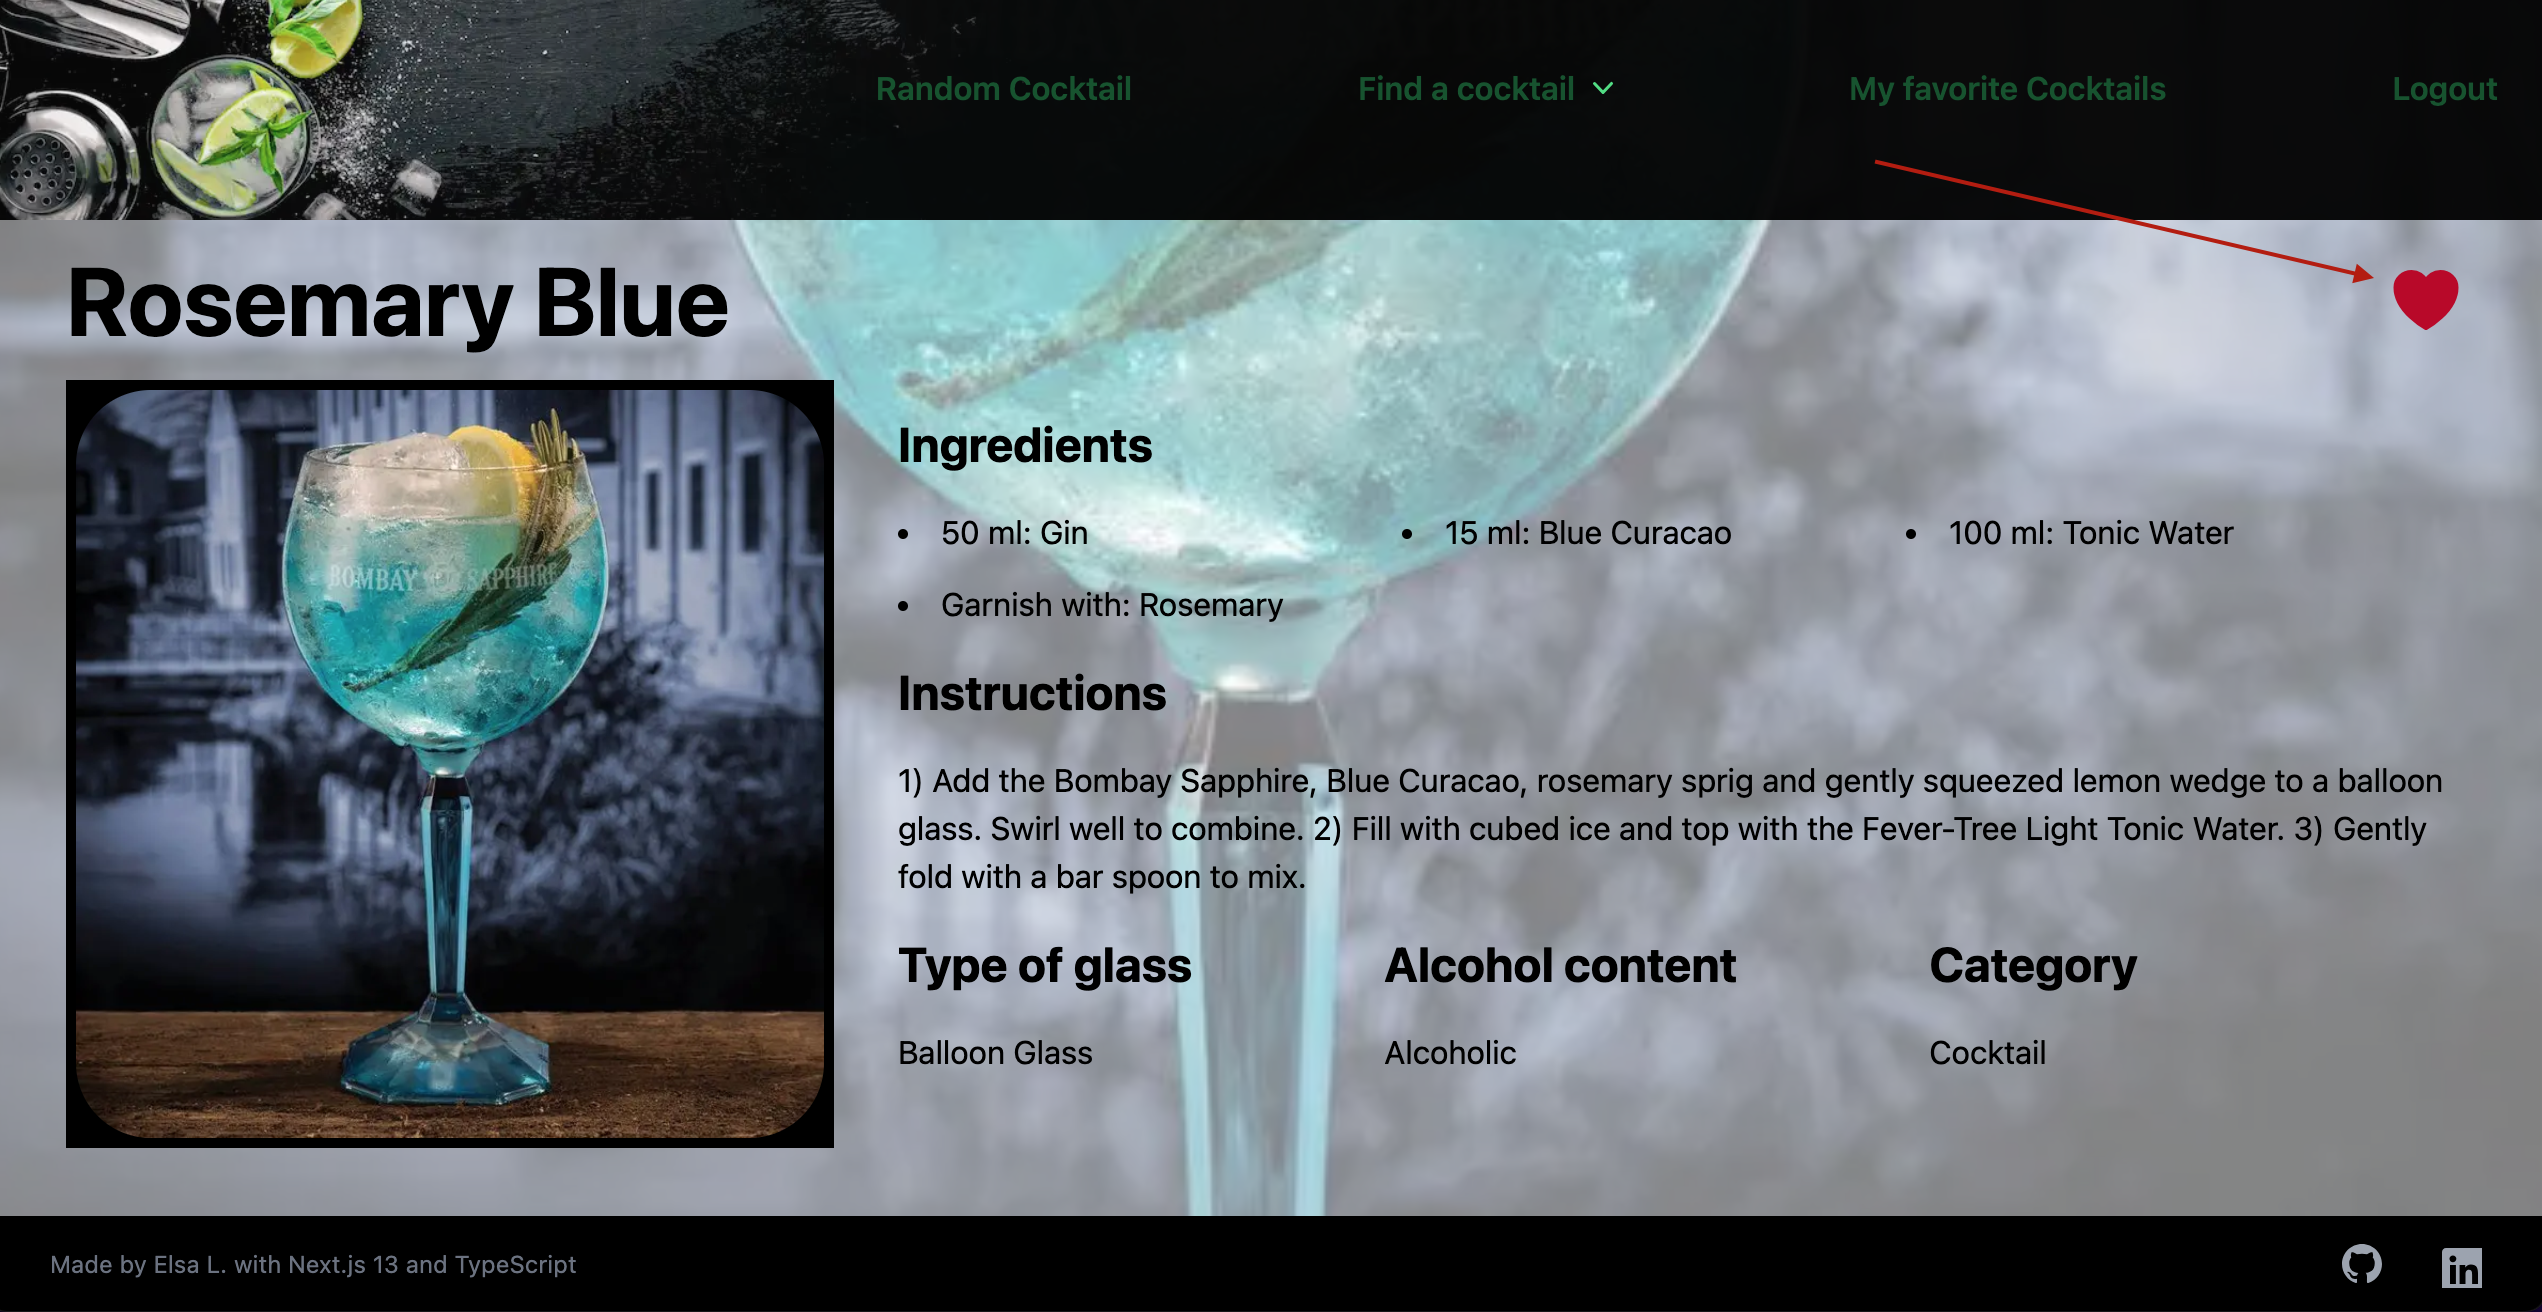 Random Cocktail
Find a cocktail
My favorite Cocktails
Logout
Rosemary Blue
BOMBAY SAPPHIRE
Ingredients
• 50 ml: Gin
• 15 ml: Blue Curacao
• 100 ml: Tonic Water
• Garnish with: Rosemary
Instructions
1) Add the Bombay Sapphire, Blue Curacao, rosemary sprig and gently squeezed lemon wedge to a balloon
glass. Swirl well to combine. 2) Fill with cubed ice and top with the Fever-Tree Light Tonic Water. 3) Gently
fold with a bar spoon to mix.
Type of glass
Balloon Glass
Alcohol content
Alcoholic
Category
Cocktail
Made by Elsa L. with Next.js 13 and TypeScript
in